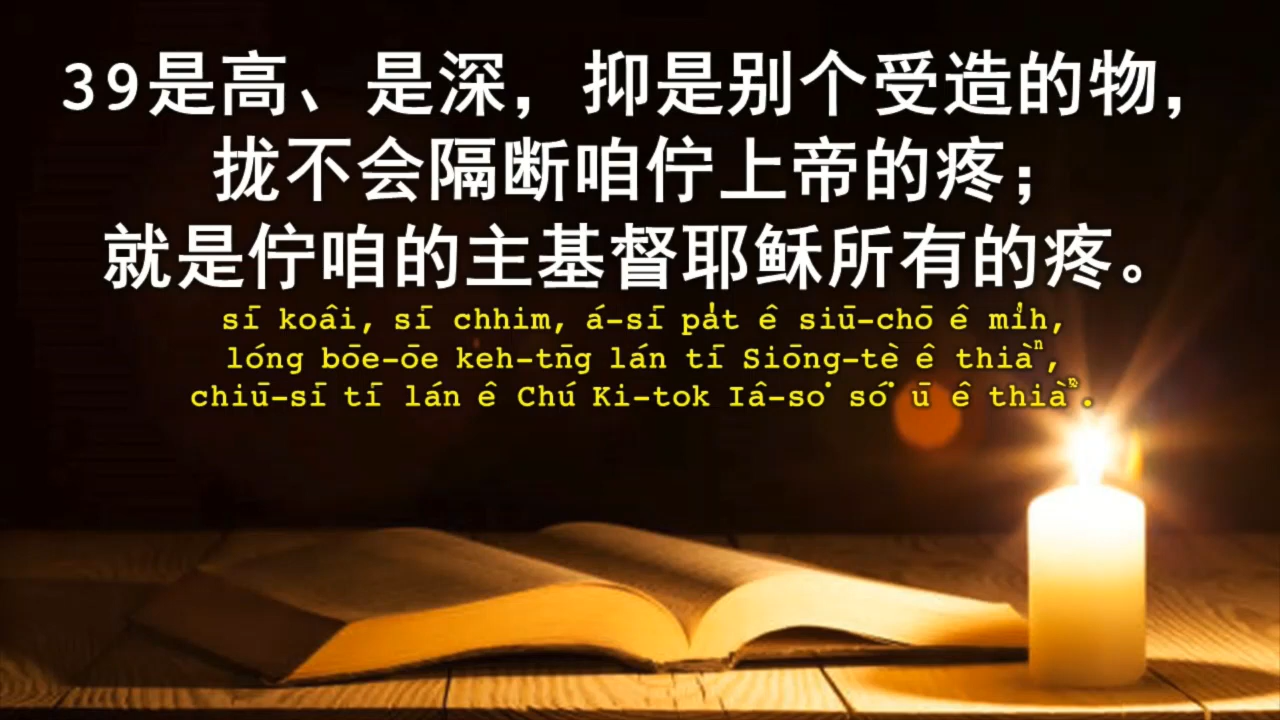 39是高、是深，抑是别个受造的物，
拢不会隔断咱佇上帝的疼；
就是佇咱的主基督耶稣所有的疼。
sī koâi, sī chhim, á-sī pa̍t ê siū-chō ê mi̍h,
lóng bōe-ōe keh-tn̄g lán tī Siōng-tè ê thiàⁿ,
chiū-sī tī lán ê Chú Ki-tok Iâ-so͘ só͘ ū ê thiàⁿ.